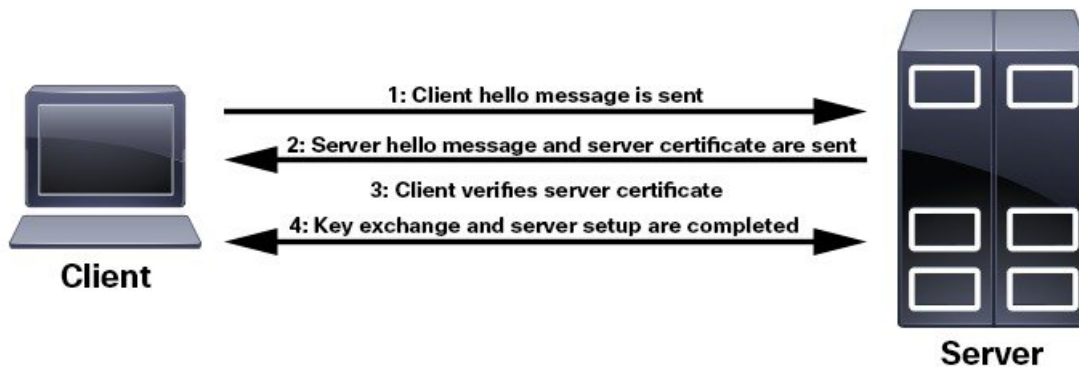 1: Client hello message is sent
2: Server hello message and server certificate are sent
3: Client verifies server certificate
4: Key exchange and server setup are completed
Client
Server